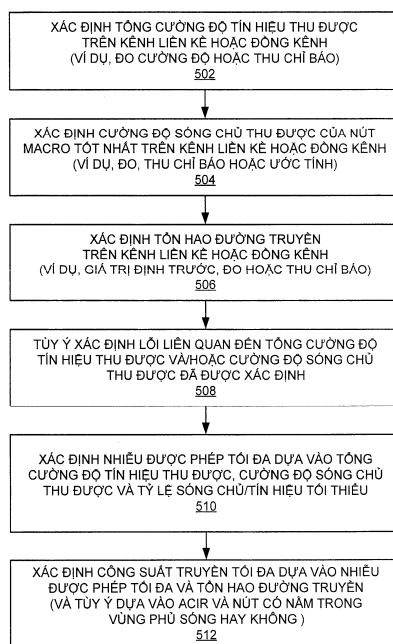 XÁC ĐỊNH TỔNG CƯỜNG ĐỘ TÍN HIỆU THU ĐƯỢC
TRÊN KÊNH LIỀN KỀ HOẶC ĐỒNG KÊNH
(VÍ DỤ, ĐO CƯỜNG ĐỘ HOẶC THU CHỈ BÁO)
502
XÁC ĐỊNH CƯỜNG ĐỘ SÓNG CHỦ THU ĐƯỢC CỦA NÚT
MACRO TỐT NHẤT TRÊN KÊNH LIỀN KỀ HOẶC ĐỒNG KÊNH
(VÍ DỤ, ĐO, THU CHỈ BÁO HOẶC ƯỚC TÍNH)
504
XÁC ĐỊNH TỔN HAO ĐƯỜNG TRUYỀN
TRÊN KÊNH LIỀN KỀ HOẶC ĐỒNG KÊNH
(VÍ DỤ, GIÁ TRỊ ĐỊNH TRƯỚC, ĐO HOẶC THU CHỈ BÁO)
506
TÙY Ý XÁC ĐỊNH LỖI LIÊN QUAN ĐẾN TỔNG CƯỜNG ĐỘ
TÍN HIỆU THU ĐƯỢC VÀ/HOẶC CƯỜNG ĐỘ SÓNG CHỦ
THU ĐƯỢC ĐÃ ĐƯỢC XÁC ĐỊNH
508
XÁC ĐỊNH NHIỄU ĐƯỢC PHÉP TỐI ĐA DỰA VÀO TỔNG
CƯỜNG ĐỘ TÍN HIỆU THU ĐƯỢC, CƯỜNG ĐỘ SÓNG CHỦ
THU ĐƯỢC VÀ TỶ LỆ SÓNG CHỦ/TÍN HIỆU TỐI THIỂU
510
XÁC ĐỊNH CÔNG SUẤT TRUYỀN TỐI ĐA DỰA VÀO NHIỄU
ĐƯỢC PHÉP TỐI ĐA VÀ TỔN HAO ĐƯỜNG TRUYỀN
(VÀ TÙY Ý DỰA VÀO ACIR VÀ NÚT CÓ NẰM TRONG
VÙNG PHỦ SÓNG HAY KHÔNG )
512